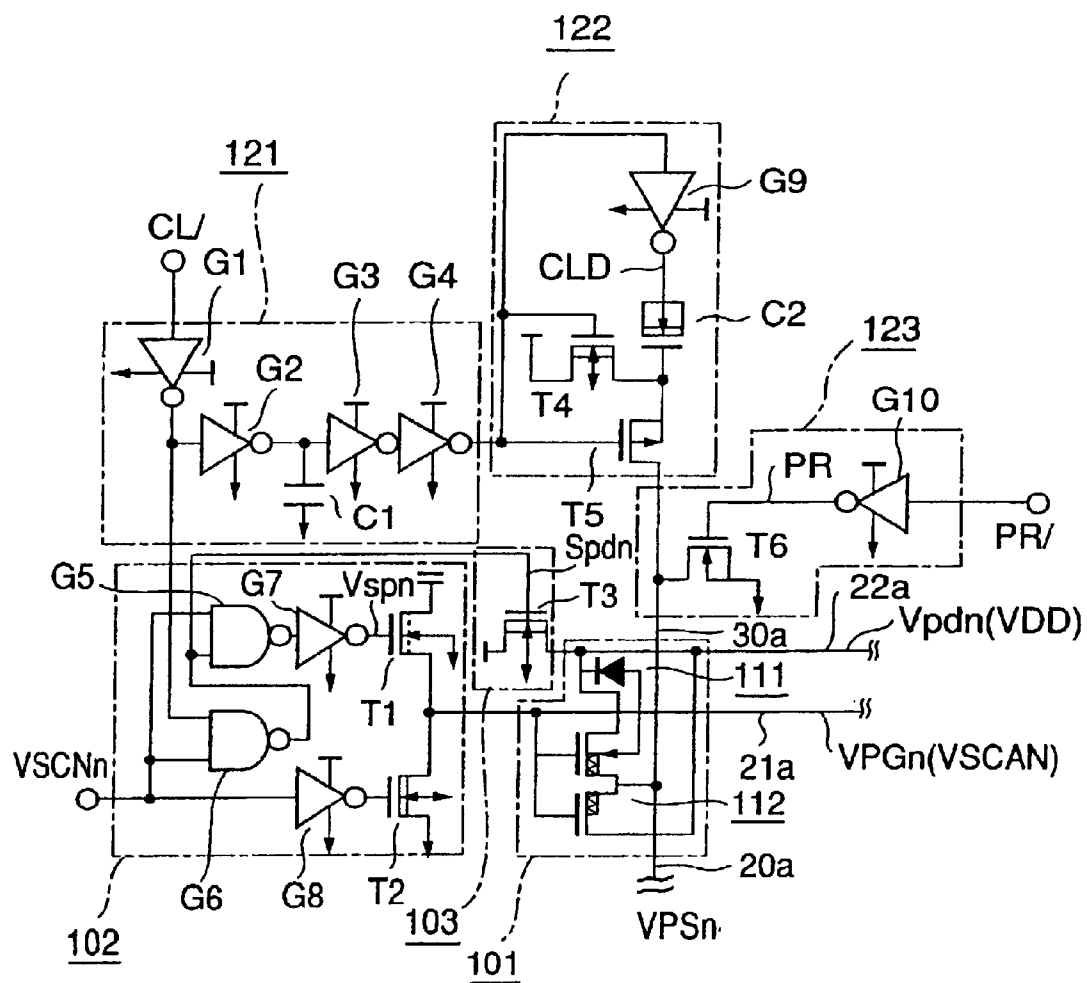 122
121
G9
CL/
G1
G3
G4
CLD
C2
123
G2
T4
G10
PR
C1
T5
T6
PR/
Spdn
G5
G7
Vspn
T3
22a
Vpdn(VDD)
30a
111
T1
VSCNn
21a
VPGn(VSCAN)
112
G6
G8
T2
20a
102
103
101
VPSn